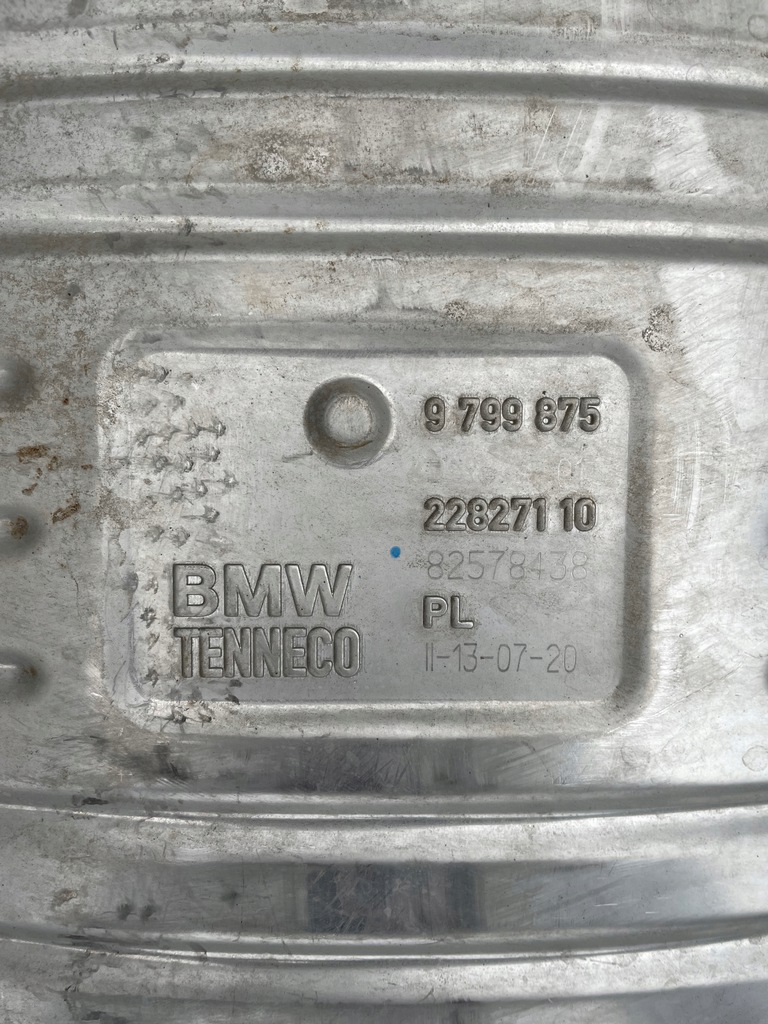 9 799 875
228271 10
82578438
BMW
PL
TENNECO
II-13-07-20